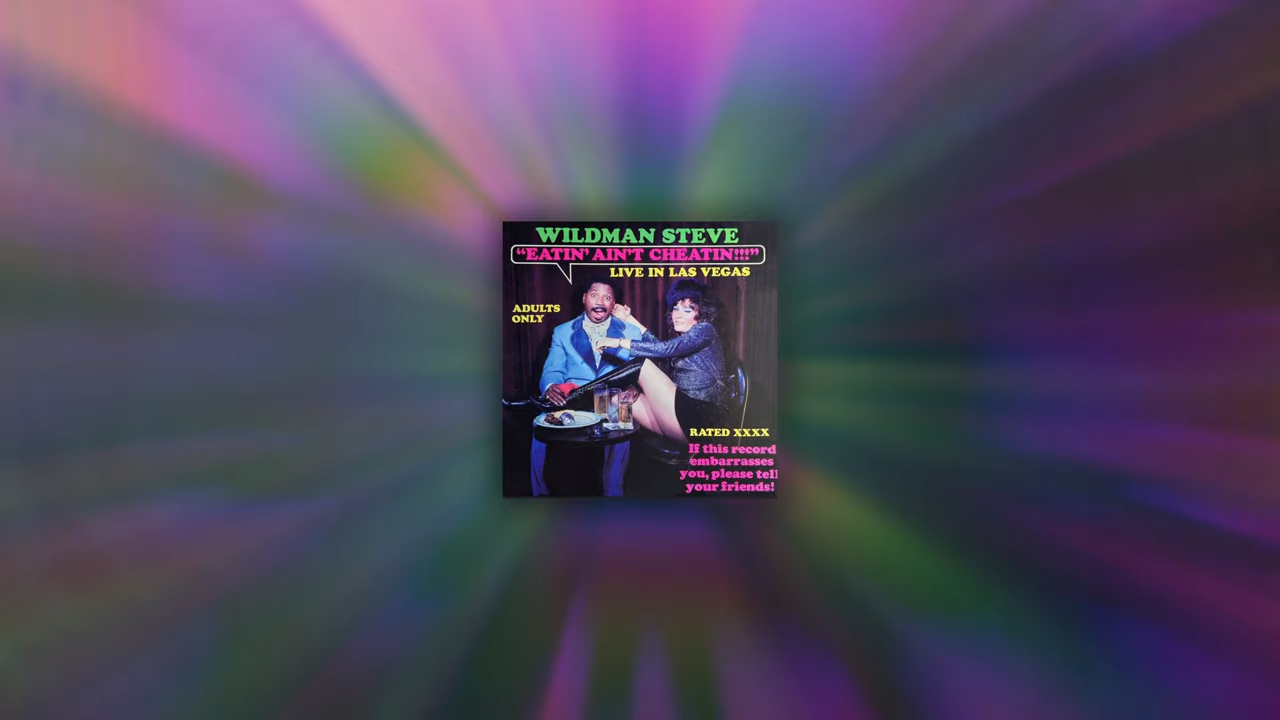 WILDMAN STEVE
“EATIN’ AIN’T CHEATIN!!!”
LIVE IN LAS VEGAS
ADULTS
ONLY
RATED XXXX
If this record
embarrasses
you, please tell
your friends!